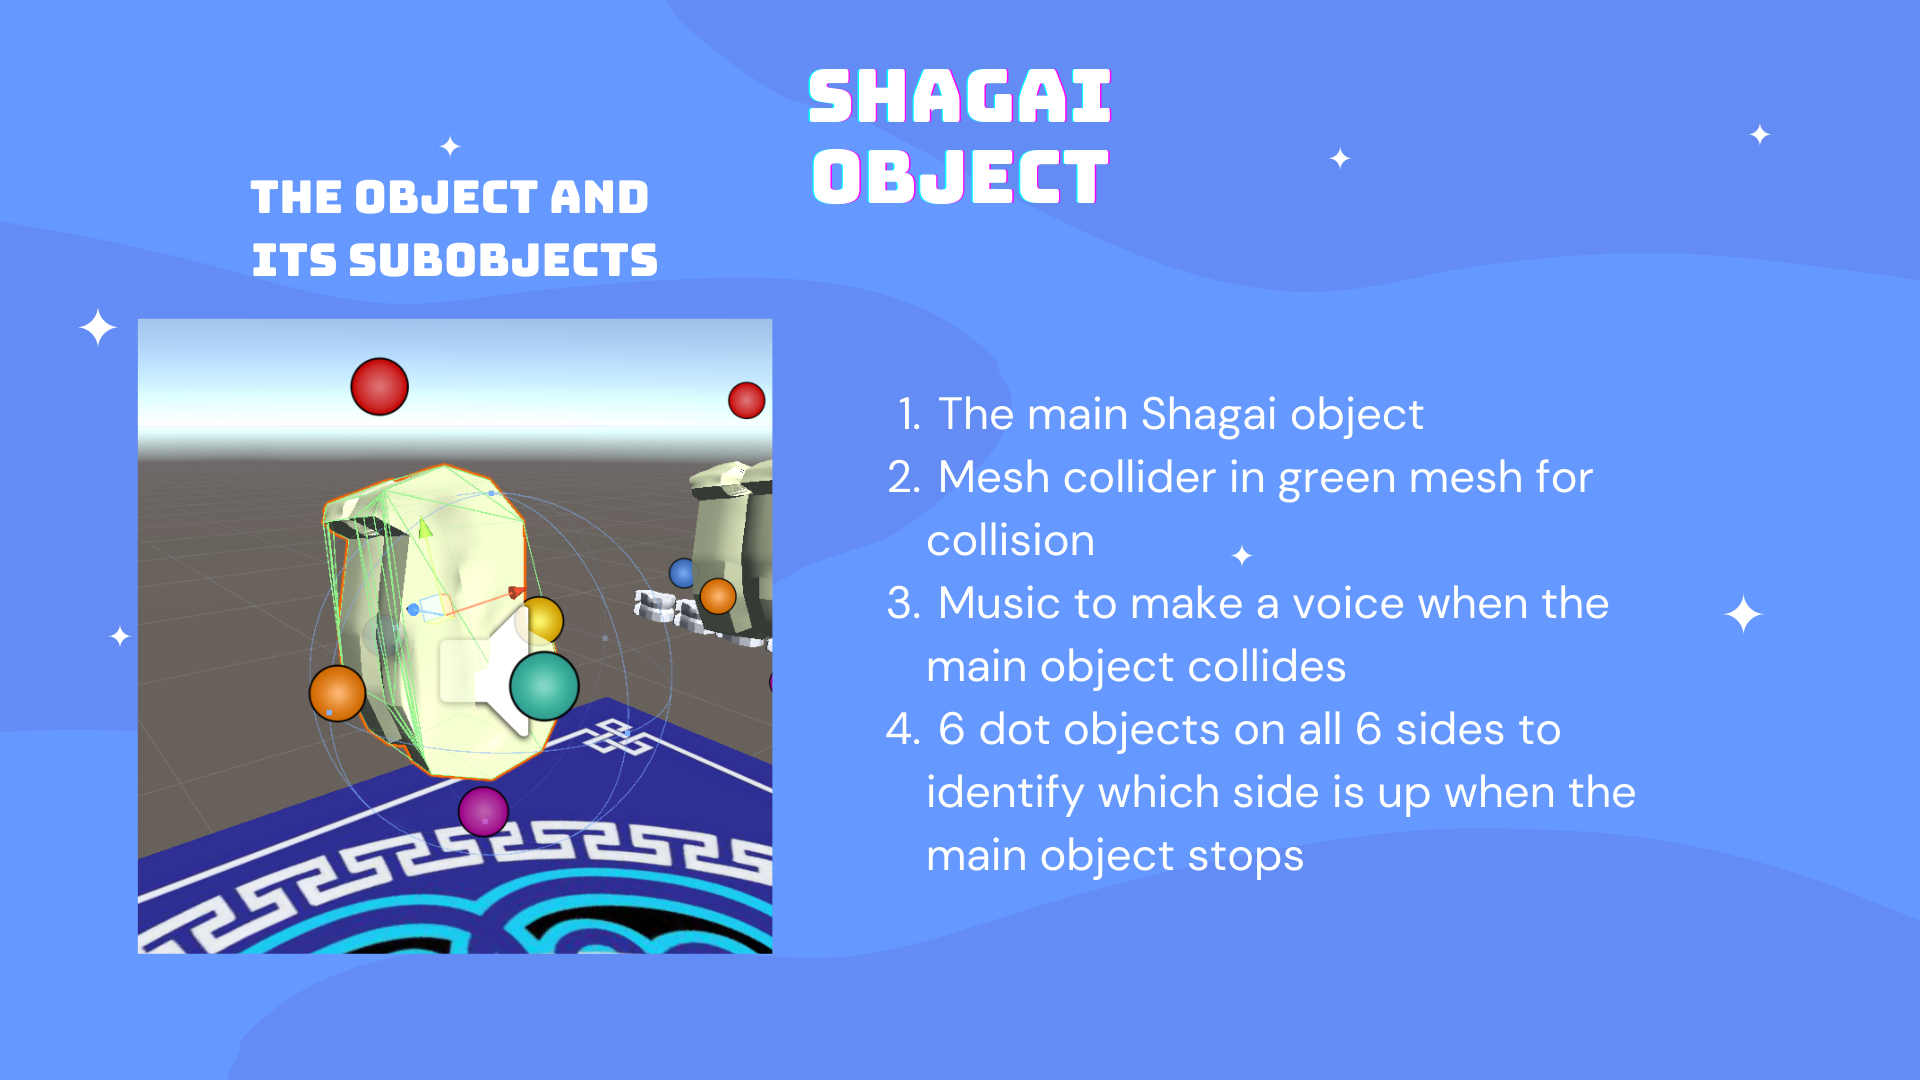 SHAGAI
OBJECT
THE OBJECT AND
ITS SUBOBJECTS
1. The main Shagai object
2. Mesh collider in green mesh for
collision
3. Music to make a voice when the
main object collides
4. 6 dot objects on all 6 sides to
identify which side is up when the
main object stops